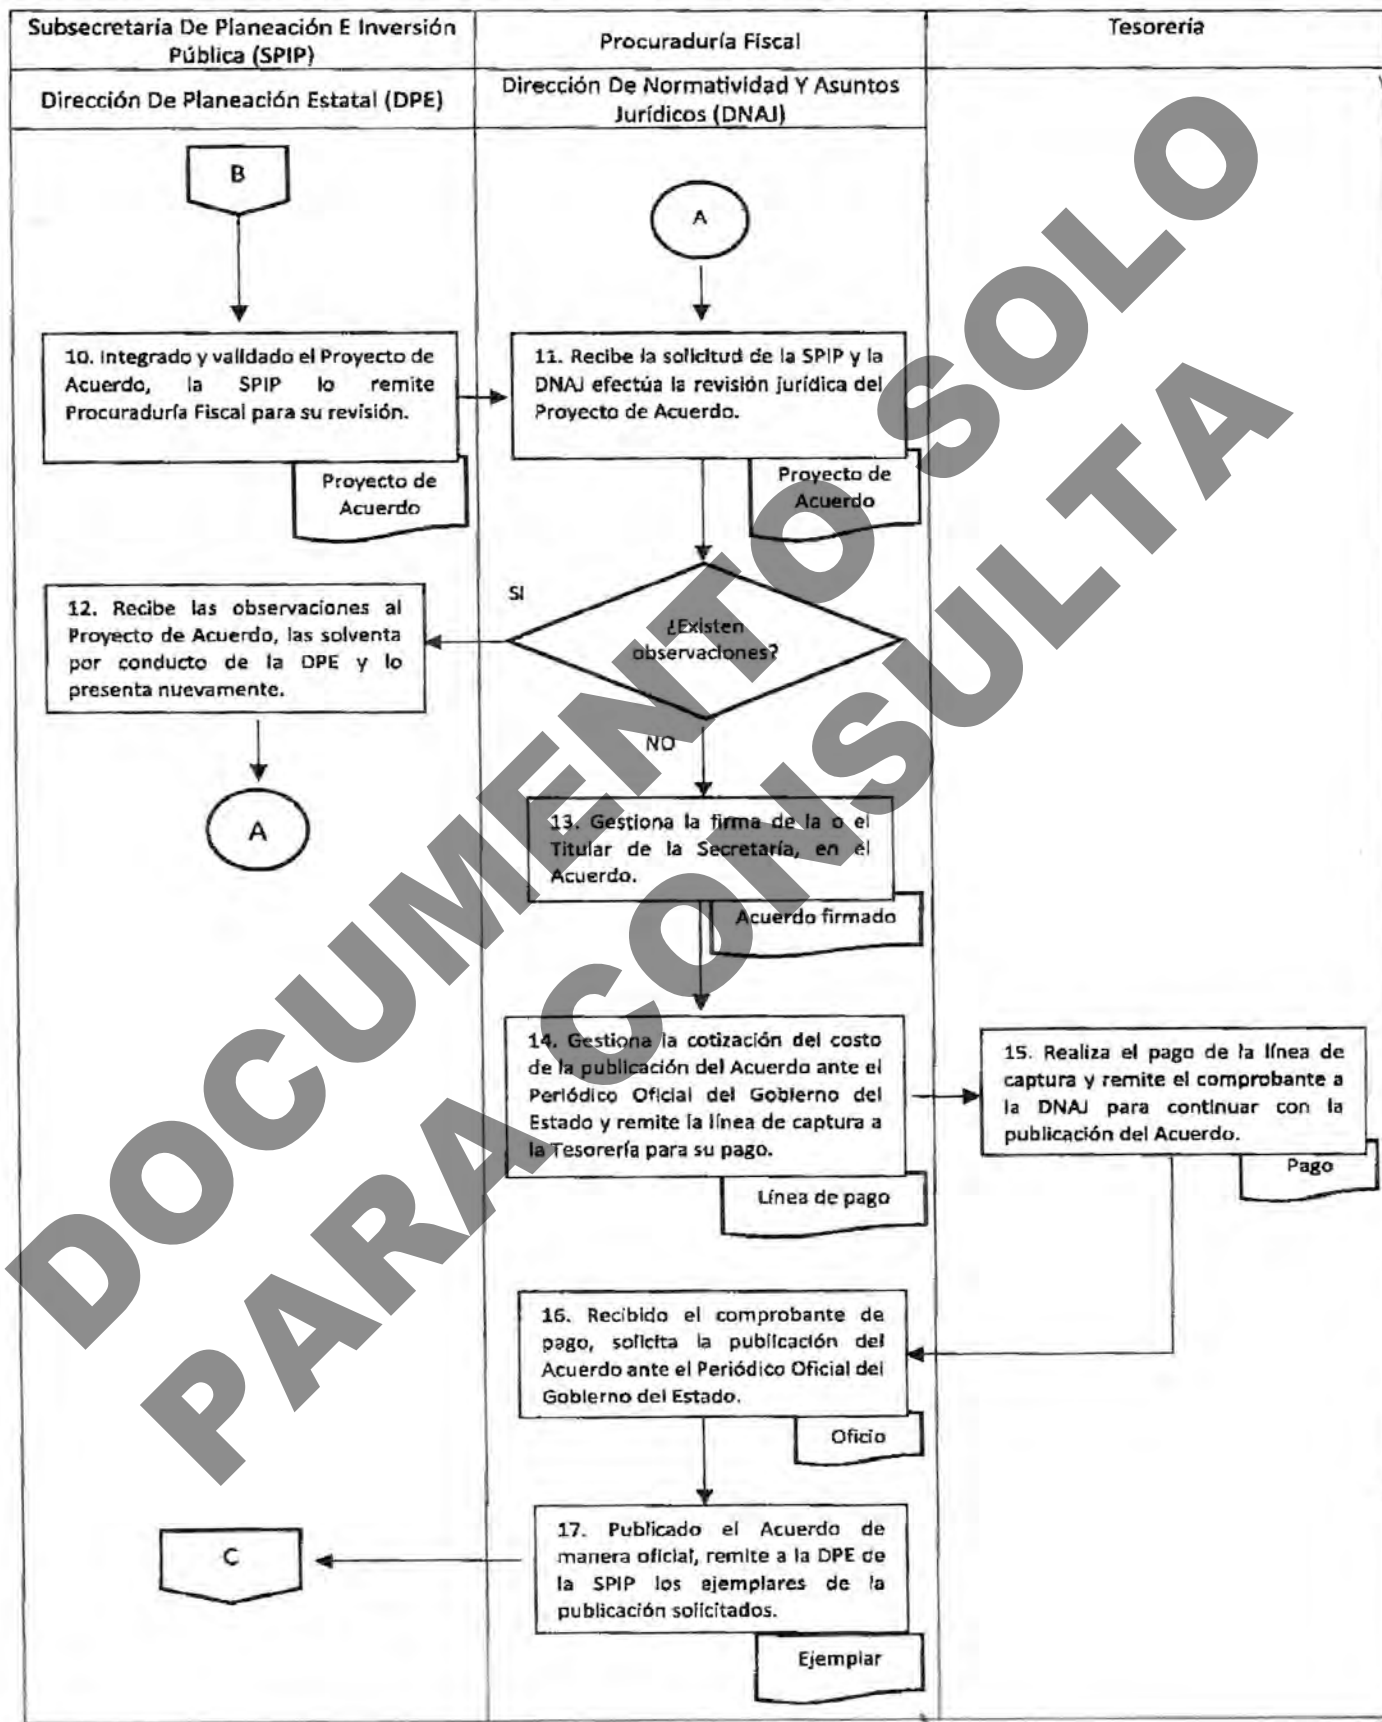 Subsecretaría De Planeación E Inversión
Pública (SPIP)
Procuraduría Fiscal
Tesorería
Dirección De Planeación Estatal (DPE)
Dirección De Normatividad Y Asuntos
Jurídicos (DNAJ)
B
A
10. Integrado y validado el Proyecto de
Acuerdo, la SPIP lo remite
Procuraduría Fiscal para su revisión.
Proyecto de
Acuerdo
11. Recibe la solicitud de la SPIP y la
DNAJ efectúa la revisión jurídica del
Proyecto de Acuerdo.
Proyecto de
Acuerdo
SI
¿Existen
observaciones?
NO
12. Recibe las observaciones al
Proyecto de Acuerdo, las solventa
por conducto de la DPE y lo
presenta nuevamente.
A
13. Gestiona la firma de la o el
Titular de la Secretaría, en el
Acuerdo.
Acuerdo firmado
14. Gestiona la cotización del costo
de la publicación del Acuerdo ante el
Periódico Oficial del Gobierno del
Estado y remite la línea de captura a
la Tesorería para su pago.
Línea de pago
15. Realiza el pago de la línea de
captura y remite el comprobante a
la DNAJ para continuar con la
publicación del Acuerdo.
Pago
16. Recibido el comprobante de
pago, solicita la publicación del
Acuerdo ante el Periódico Oficial del
Gobierno del Estado.
Oficio
17. Publicado el Acuerdo de
manera oficial, remite a la DPE de
la SPIP los ejemplares de la
publicación solicitados.
Ejemplar
C
DOCUMENTO SOLO
PARA CONSULTA